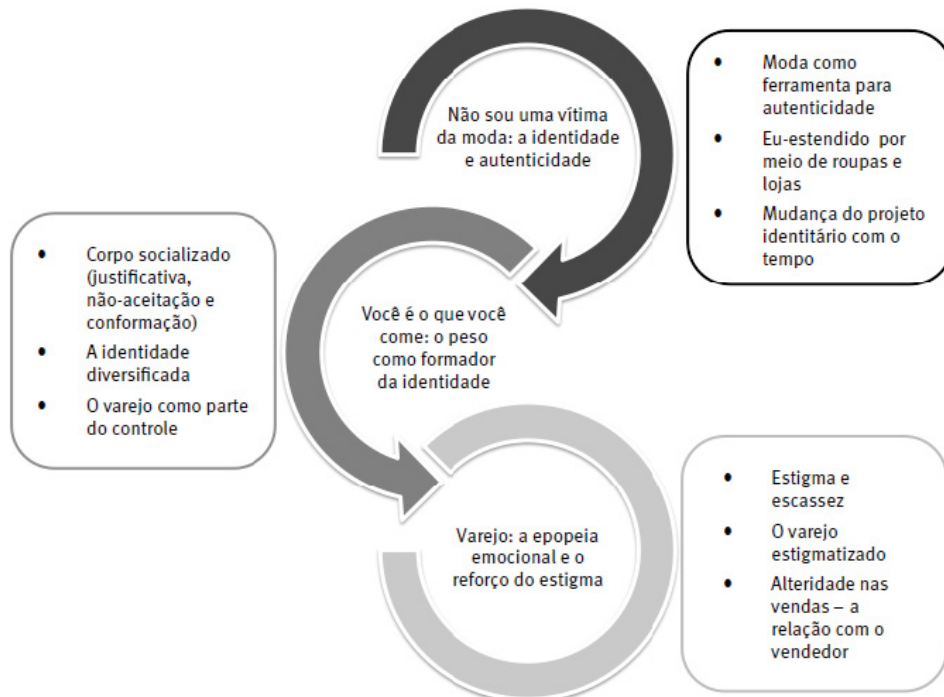 Não sou uma vítima
da moda: a identidade
e autenticidade
• Moda como
ferramenta para
autenticidade
• Eu-estendido por
meio de roupas e
lojas
• Mudança do projeto
identitário com o
tempo
• Corpo socializado
(justificativa,
não-aceitação e
conformação)
• A identidade
diversificada
• O varejo como parte
do controle
Você é o que você
come: o peso
como formador
da identidade
Varejo: a epopeia
emocional e o
reforço do estigma
• Estigma e
escassez
• O varejo
estigmatizado
• Alteridade nas
vendas – a
relação com o
vendedor